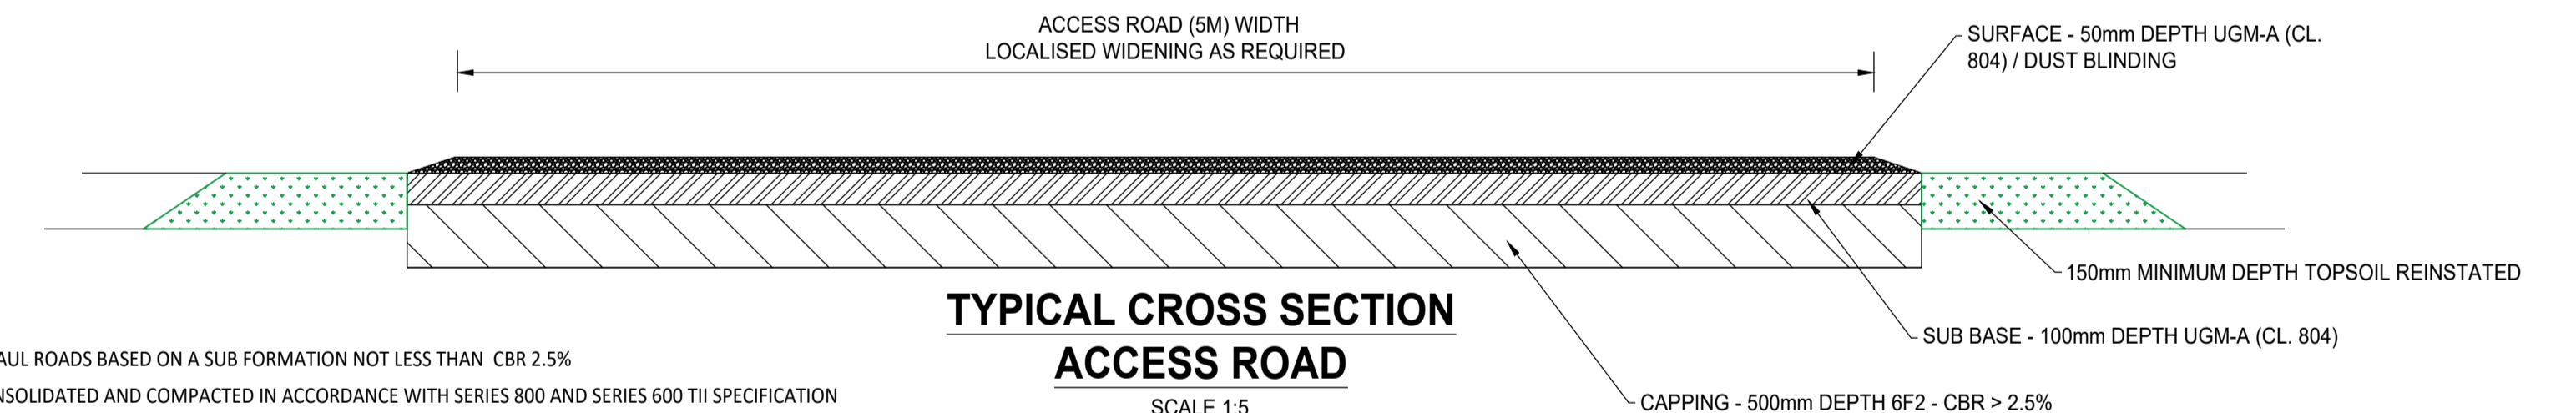 ACCESS ROAD (5M) WIDTH
LOCALISED WIDENING AS REQUIRED
SURFACE - 50mm DEPTH UGM-A (CL.
804) / DUST BLINDING
150mm MINIMUM DEPTH TOPSOIL REINSTATED
SUB BASE - 100mm DEPTH UGM-A (CL. 804)
CAPPING - 500mm DEPTH 6F2 - CBR > 2.5%
TYPICAL CROSS SECTION
ACCESS ROAD
SCALE 1:5
ROADS BASED ON A SUB FORMATION NOT LESS THAN CBR 2.5%
AND COMPACTED IN ACCORDANCE WITH SERIES 800 AND SERIES 600 TII SPECIFICATION